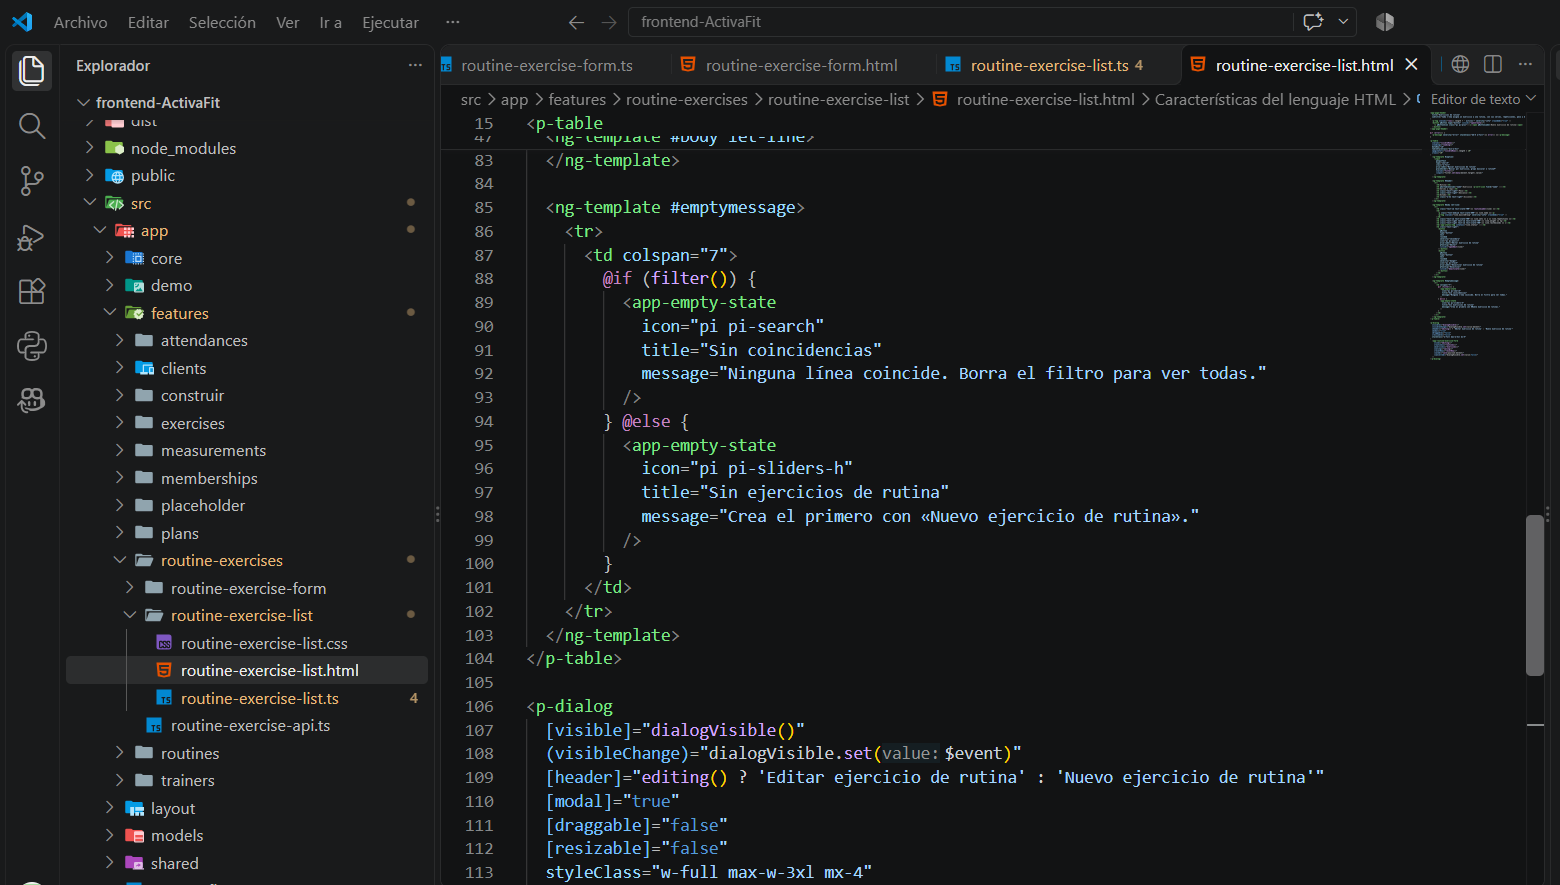 Archivo Editar Selección Ver Ir a Ejecutar ··· frontend-ActivaFit
Explorador ···
frontend-ActivaFit
dist
node_modules
public
src
app
core
demo
features
attendances
clients
construir
exercises
measurements
memberships
placeholder
plans
routine-exercises
routine-exercise-form
routine-exercise-list
routine-exercise-list.css
routine-exercise-list.html
routine-exercise-list.ts 4
routine-exercise-api.ts
routines
trainers
layout
models
shared
routine-exercise-form.ts routine-exercise-form.html routine-exercise-list.ts 4 routine-exercise-list.html
src > app > features > routine-exercises > routine-exercise-list > routine-exercise-list.html > Características del lenguaje HTML > Editor de texto
15 <p-table
47 <ng-template #body let-line>
83 </ng-template>
84
85 <ng-template #emptymessage>
86 <tr>
87 <td colspan="7">
88 @if (filter()) {
89 <app-empty-state
90 icon="pi pi-search"
91 title="Sin coincidencias"
92 message="Ninguna línea coincide. Borra el filtro para ver todas."
93 />
94 } @else {
95 <app-empty-state
96 icon="pi pi-sliders-h"
97 title="Sin ejercicios de rutina"
98 message="Crea el primero con «Nuevo ejercicio de rutina»."
99 />
100 }
101 </td>
102 </tr>
103 </ng-template>
104 </p-table>
105
106 <p-dialog
107 [visible]="dialogVisible()"
108 (visibleChange)="dialogVisible.set(value: $event)"
109 [header]="editing() ? 'Editar ejercicio de rutina' : 'Nuevo ejercicio de rutina'"
110 [modal]="true"
111 [draggable]="false"
112 [resizable]="false"
113 styleClass="w-full max-w-3xl mx-4"